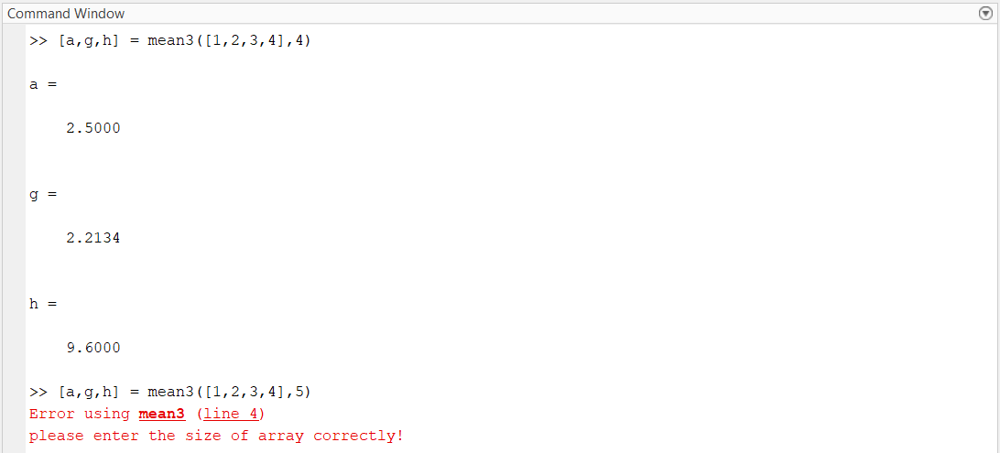 Command Window
>> [a,g,h] = mean3([1,2,3,4],4)
a =
2.5000
g =
2.2134
h =
9.6000
>> [a,g,h] = mean3([1,2,3,4],5)
Error using mean3 (line 4)
please enter the size of array correctly!